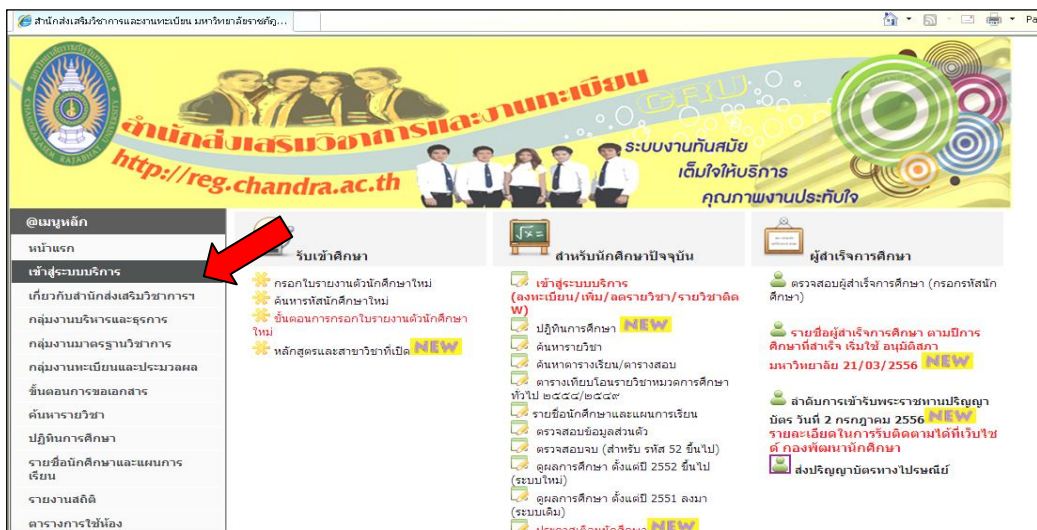 สำนักส่งเสริมวิชาการและงานทะเบียน มหาวิทยาลัยราชภัฏ...
Pa
สำนักส่งเสริมวิชาการและงานทะเบียน
CRU
http://reg.chandra.ac.th
ระบบงานทันสมัย
เต็มใจให้บริการ
คุณภาพงานประทับใจ
@เมนูหลัก
หน้าแรก
เข้าสู่ระบบบริการ
เกี่ยวกับสำนักส่งเสริมวิชาการฯ
กลุ่มงานบริหารและธุรการ
กลุ่มงานมาตรฐานวิชาการ
กลุ่มงานทะเบียนและประมวลผล
ขั้นตอนการขอเอกสาร
ค้นหารายวิชา
ปฏิทินการศึกษา
รายชื่อนักศึกษาและแผนการ
เรียน
รายงานสถิติ
ตารางการใช้ห้อง
รับเข้าศึกษา
กรอกใบรายงานตัวนักศึกษาใหม่
ค้นหารหัสนักศึกษาใหม่
ขั้นตอนการกรอกใบรายงานตัวนักศึกษา
ใหม่
หลักสูตรและสาขาวิชาที่เปิด NEW
สำหรับนักศึกษาปัจจุบัน
เข้าสู่ระบบบริการ
(ลงทะเบียน/เพิ่ม/ลดรายวิชา/รายวิชาติด
W)
ปฏิทินการศึกษา NEW
ค้นหารายวิชา
ค้นหาตารางเรียน/ตารางสอบ
ตารางเทียบโอนรายวิชาหมวดการศึกษา
ทั่วไป ๒๕๔๔/๒๕๔๙
รายชื่อนักศึกษาและแผนการเรียน
ตรวจสอบข้อมูลส่วนตัว
ตรวจสอบจบ (สำหรับ รหัส 52 ขึ้นไป)
ดูผลการศึกษา ตั้งแต่ปี 2552 ขึ้นไป
(ระบบใหม่)
ดูผลการศึกษา ตั้งแต่ปี 2551 ลงมา
(ระบบเดิม)
NEW
ผู้สำเร็จการศึกษา
ตรวจสอบผู้สำเร็จการศึกษา (กรอกรหัสนัก
ศึกษา)
รายชื่อผู้สำเร็จการศึกษา ตามปีการ
ศึกษาที่สำเร็จ เริ่มใช้ อนุมัติสภา
มหาวิทยาลัย 21/03/2556 NEW
ลำดับการเข้ารับพระราชทานปริญญา
บัตร วันที่ 2 กรกฎาคม 2556 NEW
รายละเอียดในการรับติดตามได้ที่เว็บไซ
ต์ กองพัฒนานักศึกษา
ส่งปริญญาบัตรทางไปรษณีย์